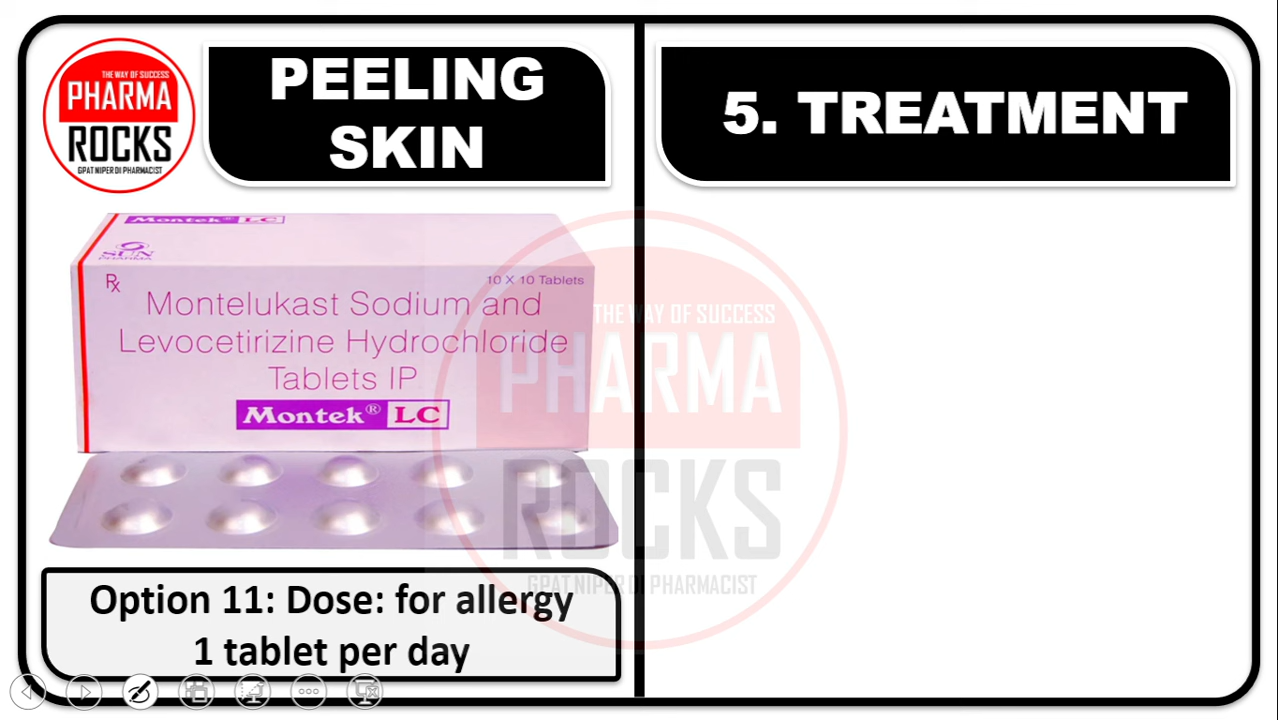 THE WAY OF SUCCESS
PHARMA
ROCKS
GPAT NIPER DI PHARMACIST
PEELING
SKIN
5. TREATMENT
Montek LC
SUN
PHARMA
Rx
10 X 10 Tablets
Montelukast Sodium and
Levocetirizine Hydrochloride
Tablets IP
Montek® LC
THE WAY OF SUCCESS
PHARMA
ROCKS
GPAT NIPER DI PHARMACIST
Option 11: Dose: for allergy
1 tablet per day